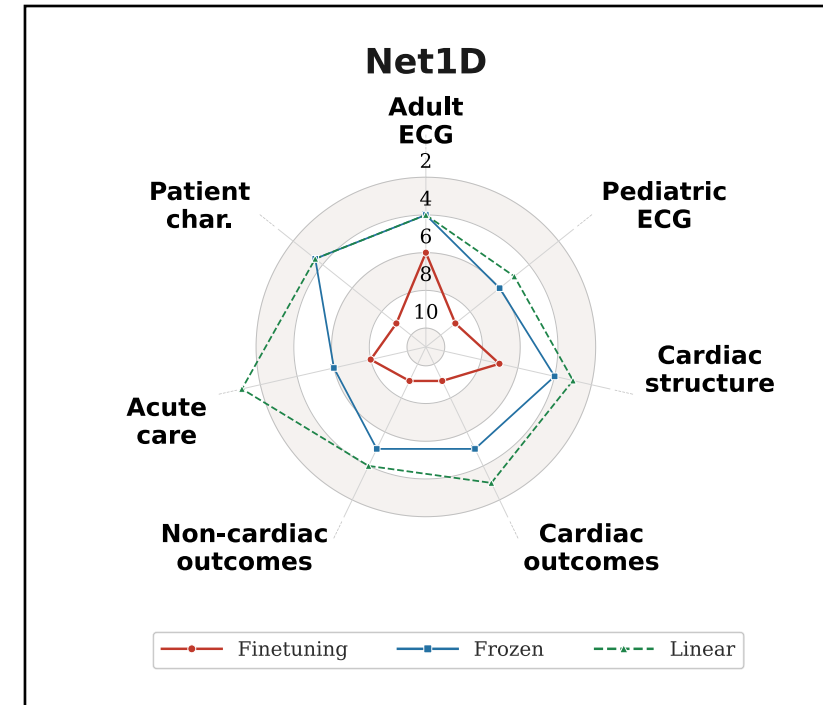 Net1D
Adult
ECG
2
4
6
8
10
Patient
char.
Pediatric
ECG
Cardiac
structure
Acute
care
Non-cardiac
outcomes
Cardiac
outcomes
Finetuning Frozen Linear